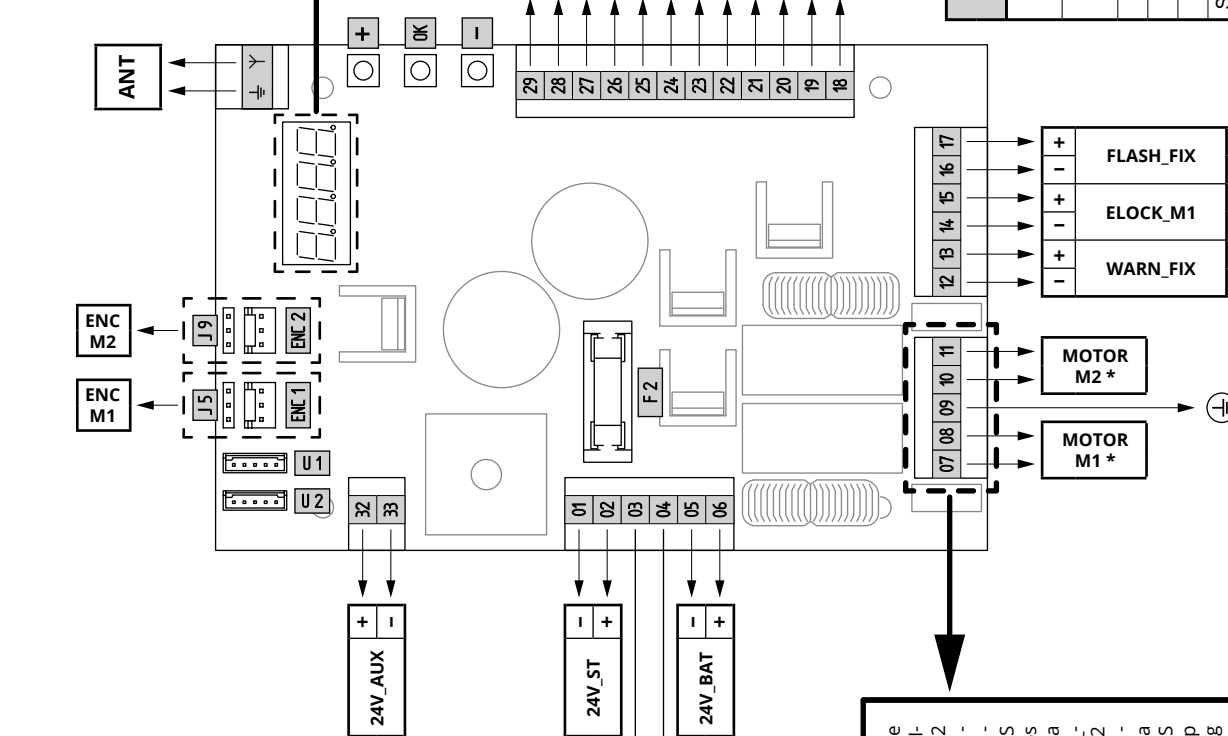 +
OK
−
ANT
29
28
27
26
25
24
23
22
21
20
19
18
17
16
15
14
13
12
+
−
+
−
+
−
FLASH_FIX
ELOCK_M1
WARN_FIX
ENC
M2
J9
ENC 2
ENC
M1
J5
ENC 1
U1
U2
F2
11
10
09
08
07
MOTOR
M2 *
MOTOR
M1 *
32
33
01
02
03
04
05
06
+
−
24V_AUX
−
+
24V_ST
−
+
24V_BAT
e
l-
2
-
-
S
s
a
-
2
-
a
S
p
g